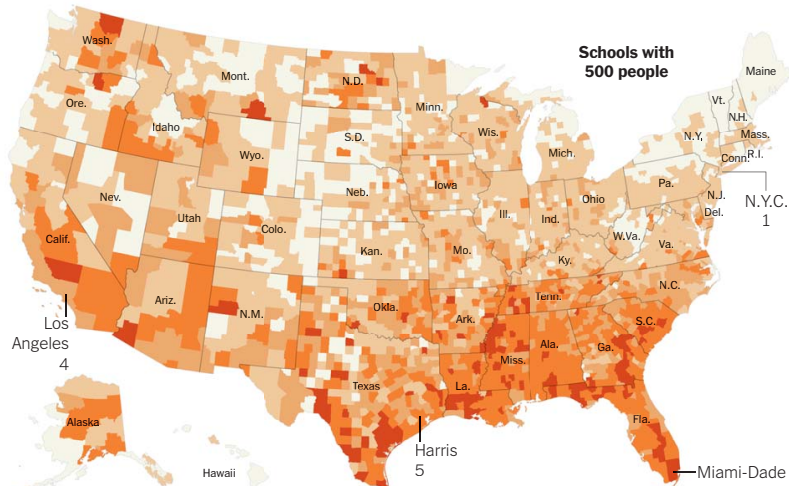 Schools with
500 people
Wash.
Mont.
N.D.
Minn.
Maine
Vt.
N.H.
Ore.
Idaho
S.D.
Wis.
Mich.
N.Y.
Mass.
Conn.
R.I.
Wyo.
Neb.
Iowa
Pa.
N.J.
N.Y.C.
1
Nev.
Utah
Colo.
Ill.
Ind.
Ohio
Del.
Calif.
Kan.
Mo.
W.Va.
Va.
Ky.
Ariz.
N.M.
Okla.
Ark.
Tenn.
N.C.
S.C.
Los
Angeles
4
Texas
La.
Miss.
Ala.
Ga.
Alaska
Hawaii
Harris
5
Fla.
Miami-Dade